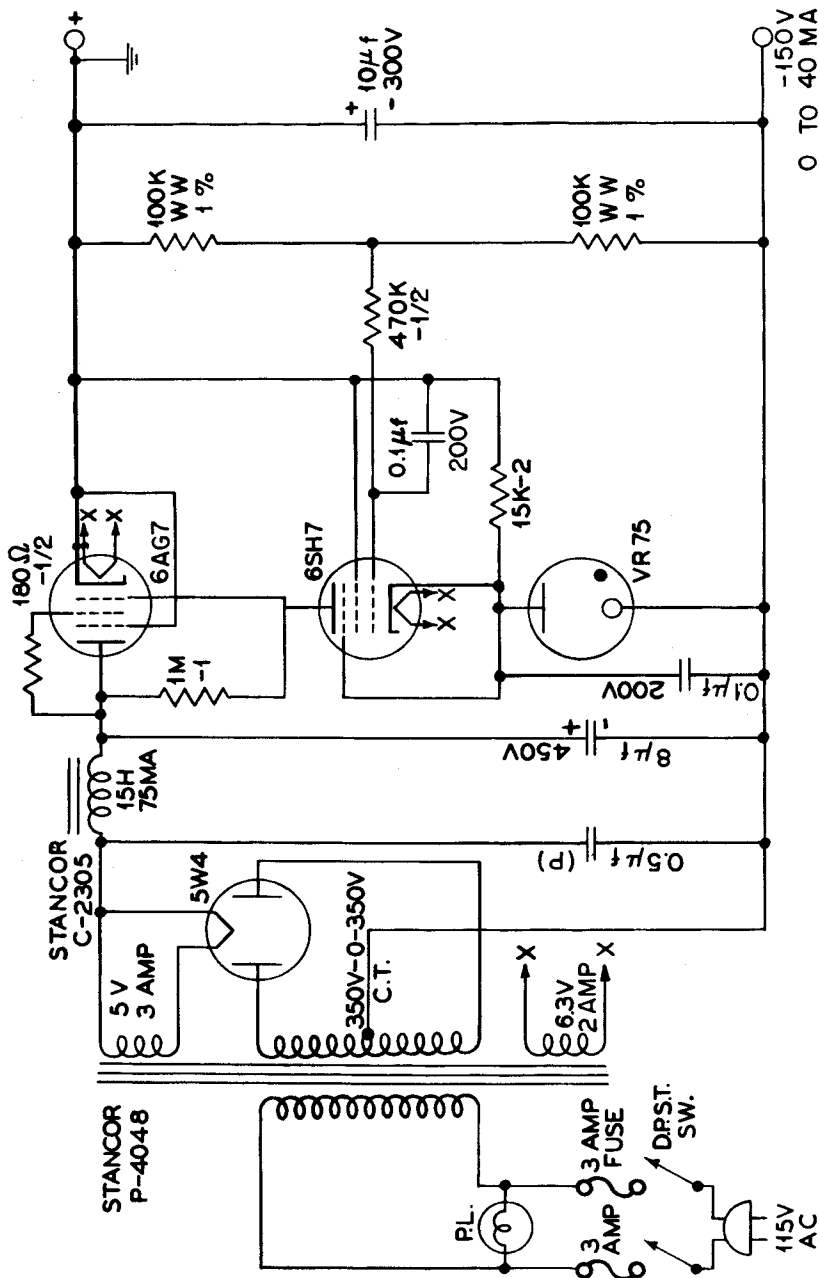 STANCOR
P-4048
115V
AC
P.L.
3 AMP
3 AMP
FUSE
D.P.S.T.
SW.
5V
3 AMP
350V-0-350V
C.T.
6.3V
2 AMP
X
X
5W4
STANCOR
C-2305
15H
75MA
0.5μf
(P)
8μf
450V
+
-
1M
-1
180Ω
-1/2
6AG7
X
X
6SH7
X
X
0.1μf
200V
VR75
15K-2
0.1μf
200V
470K
-1/2
100K
WW
1%
100K
WW
1%
+
10μf
-300V
+
-150V
0 TO 40 MA